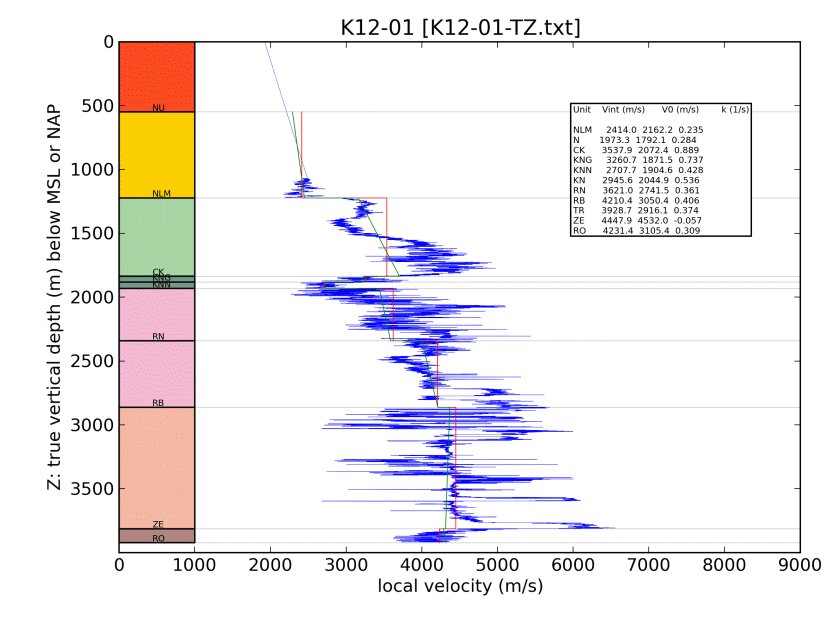 K12-01 [K12-01-TZ.txt]
Z: true vertical depth (m) below MSL or NAP
0
500
1000
1500
2000
2500
3000
3500
NU
NLM
CK
KNG
KNN
RN
RB
ZE
RO
Unit Vint (m/s) V0 (m/s) k (1/s)
NLM 2414.0 2162.2 0.235
N 1973.3 1792.1 0.284
CK 3537.9 2072.4 0.889
KNG 3260.7 1871.5 0.737
KNN 2707.7 1904.6 0.428
KN 2945.6 2044.9 0.536
RN 3621.0 2741.5 0.361
RB 4210.4 3050.4 0.406
TR 3928.7 2916.1 0.374
ZE 4447.9 4532.0 -0.057
RO 4231.4 3105.4 0.309
0 1000 2000 3000 4000 5000 6000 7000 8000 9000
local velocity (m/s)